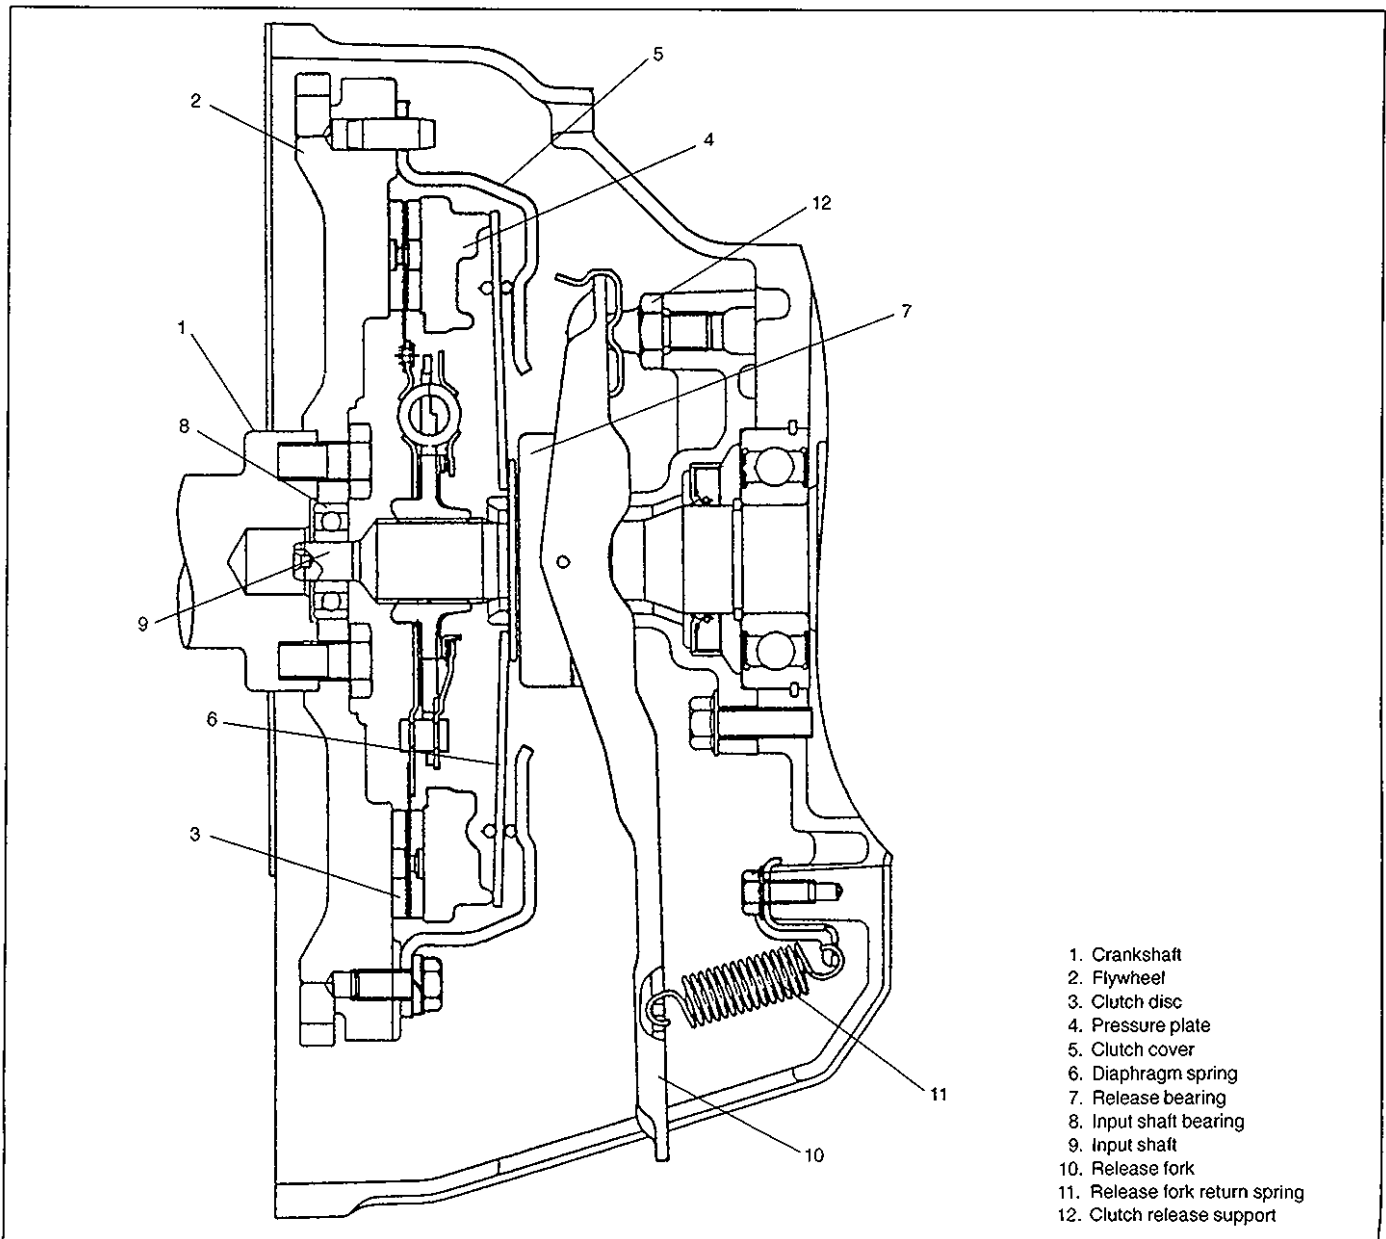 5
2
4
12
1
7
8
9
6
3
11
10
1. Crankshaft
2. Flywheel
3. Clutch disc
4. Pressure plate
5. Clutch cover
6. Diaphragm spring
7. Release bearing
8. Input shaft bearing
9. Input shaft
10. Release fork
11. Release fork return spring
12. Clutch release support